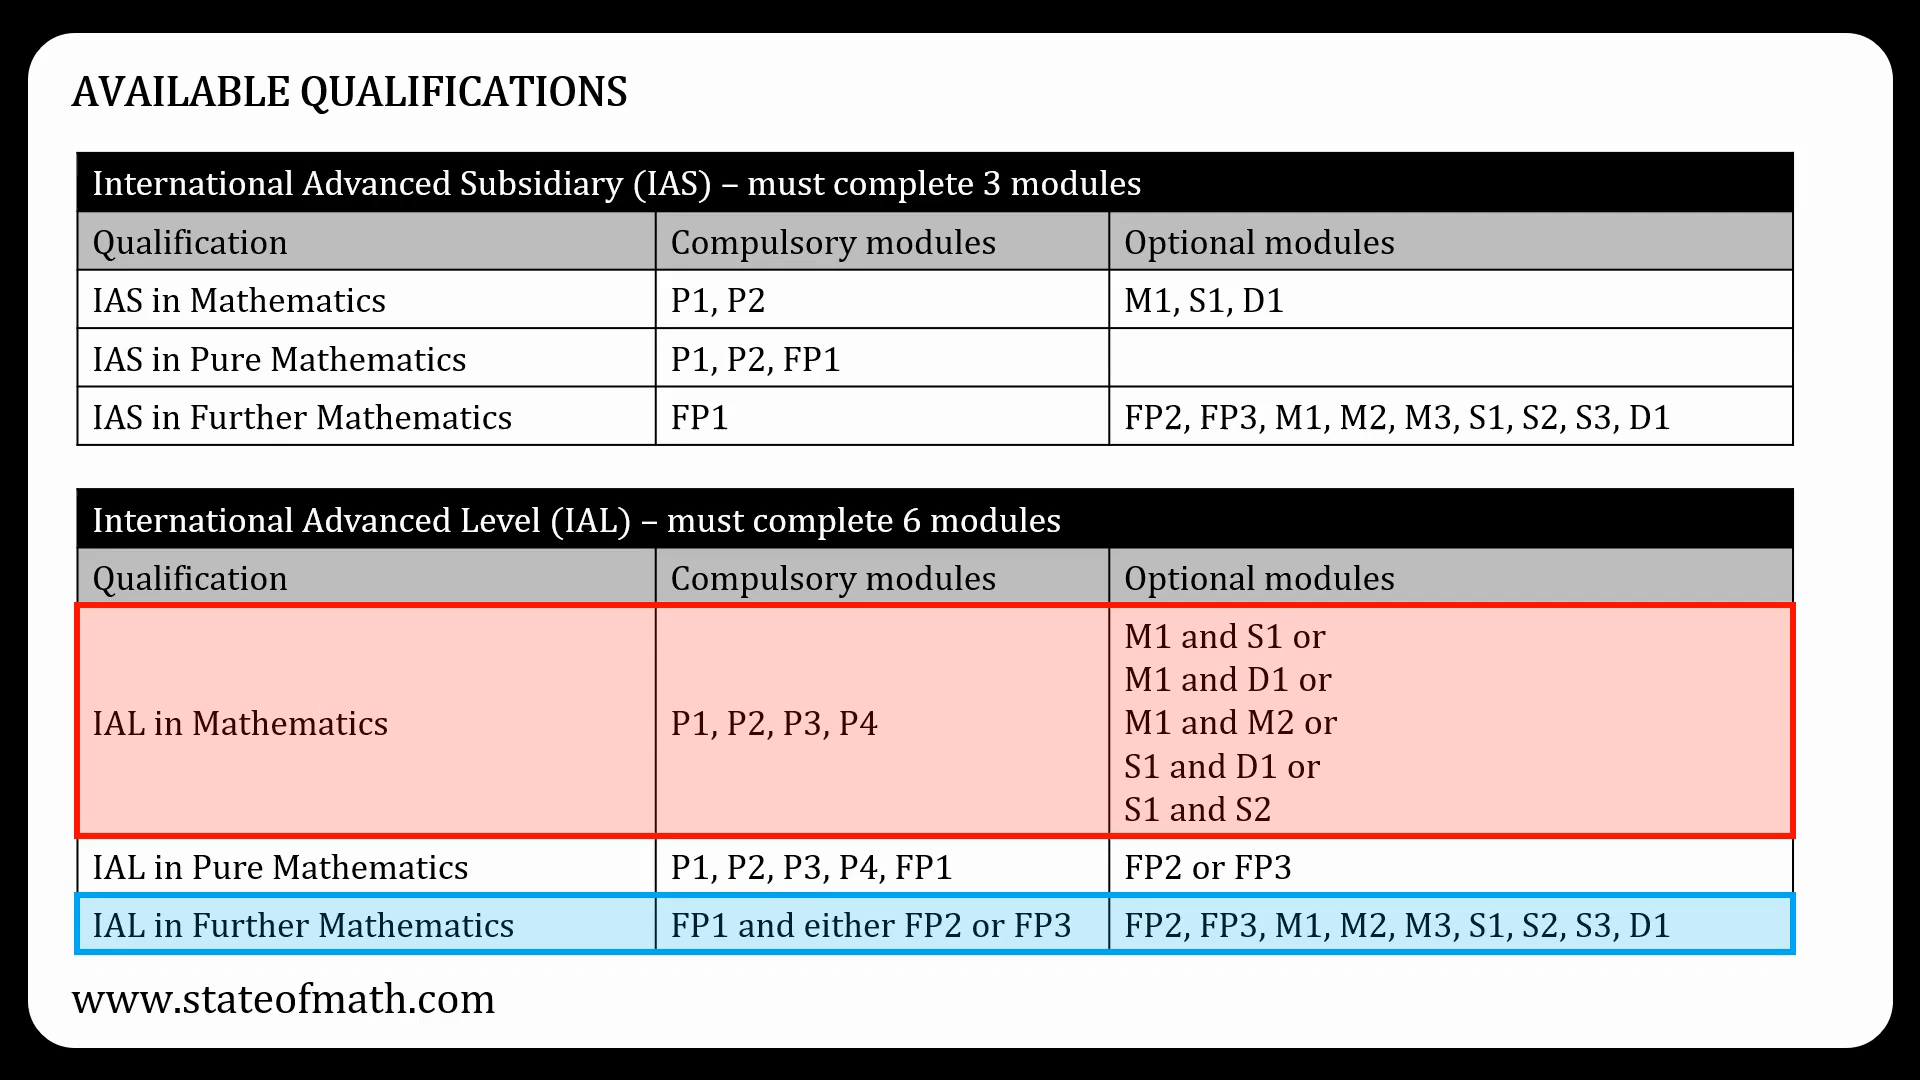 AVAILABLE QUALIFICATIONS
International Advanced Subsidiary (IAS) – must complete 3 modules
Qualification Compulsory modules Optional modules
IAS in Mathematics P1, P2 M1, S1, D1
IAS in Pure Mathematics P1, P2, FP1
IAS in Further Mathematics FP1 FP2, FP3, M1, M2, M3, S1, S2, S3, D1
International Advanced Level (IAL) – must complete 6 modules
Qualification Compulsory modules Optional modules
IAL in Mathematics P1, P2, P3, P4 M1 and S1 or
M1 and D1 or
M1 and M2 or
S1 and D1 or
S1 and S2
IAL in Pure Mathematics P1, P2, P3, P4, FP1 FP2 or FP3
IAL in Further Mathematics FP1 and either FP2 or FP3 FP2, FP3, M1, M2, M3, S1, S2, S3, D1
www.stateofmath.com